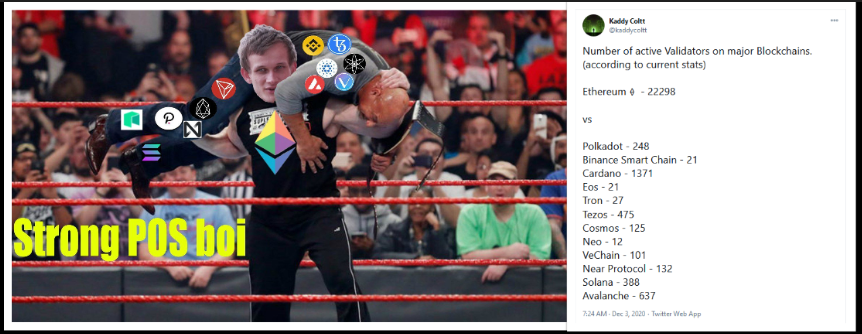 Strong POS boi
Kaddy Coltt
@kaddycoltt
Number of active Validators on major Blockchains.
(according to current stats)
Ethereum ⬨ - 22298
vs
Polkadot - 248
Binance Smart Chain - 21
Cardano - 1371
Eos - 21
Tron - 27
Tezos - 475
Cosmos - 125
Neo - 12
VeChain - 101
Near Protocol - 132
Solana - 388
Avalanche - 637
7:24 AM · Dec 3, 2020 · Twitter Web App